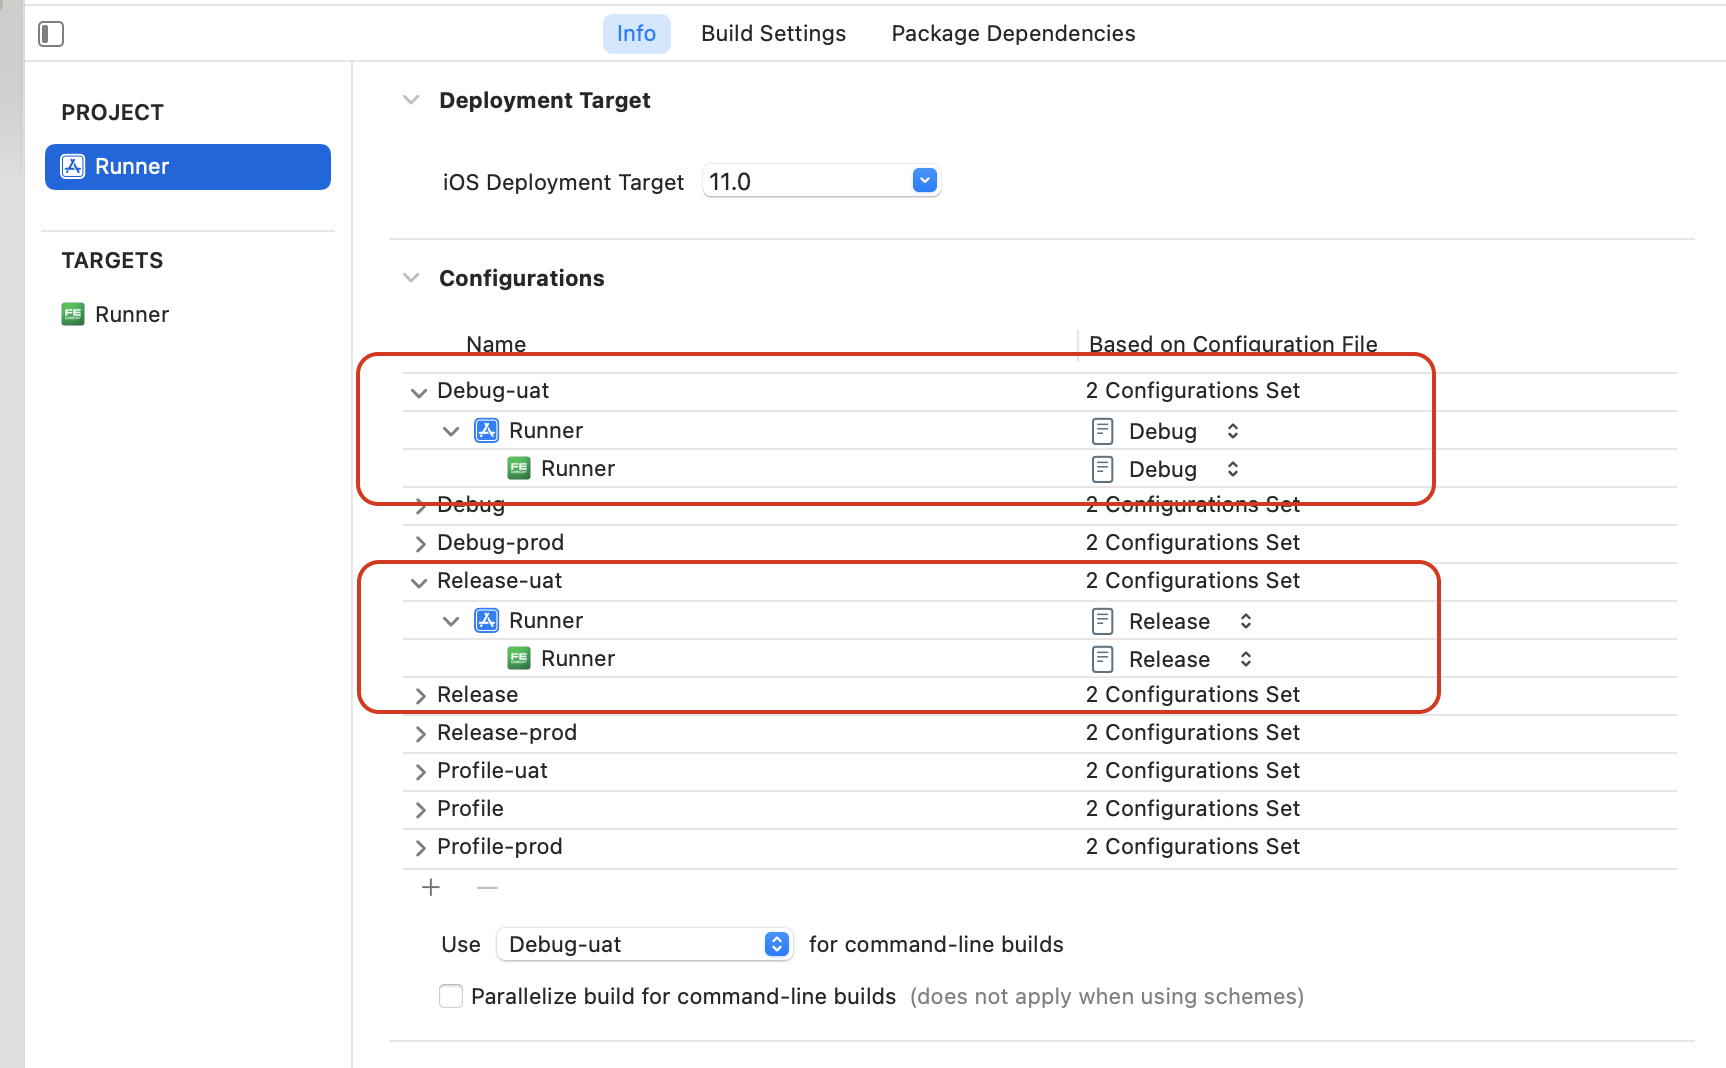 Info Build Settings Package Dependencies
PROJECT
Runner
TARGETS
FE Runner
Deployment Target
iOS Deployment Target 11.0
Configurations
Name Based on Configuration File
Debug-uat 2 Configurations Set
Runner Debug
FE Runner Debug
Debug 2 Configurations Set
Debug-prod 2 Configurations Set
Release-uat 2 Configurations Set
Runner Release
FE Runner Release
Release 2 Configurations Set
Release-prod 2 Configurations Set
Profile-uat 2 Configurations Set
Profile 2 Configurations Set
Profile-prod 2 Configurations Set
Use Debug-uat for command-line builds
Parallelize build for command-line builds (does not apply when using schemes)